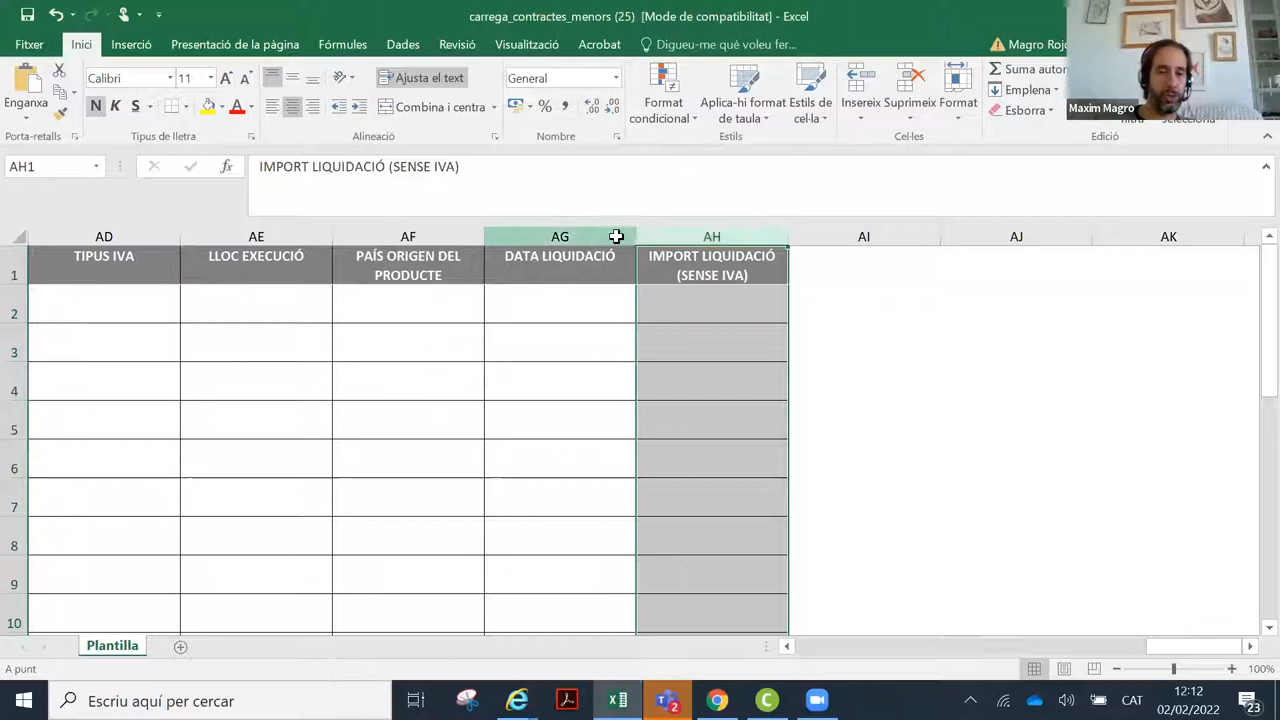 carrega_contractes_menors (25) [Mode de compatibilitat] - Excel
Fitxer Inici Inserció Presentació de la pàgina Fórmules Dades Revisió Visualització Acrobat Digueu-me què voleu fer... Magro Roj
Enganxa
Calibri 11
N K S
Ajusta el text
Combina i centra
General
Format condicional
Aplica-hi format de taula
Estils de cel·la
Insereix Suprimeix Format
Suma autor
Emplena
Esborra
selecciona
Porta-retalls Tipus de lletra Alineació Nombre Estils Cel·les Edició
Maxim Magro
AH1 fx IMPORT LIQUIDACIÓ (SENSE IVA)
AD AE AF AG AH AI AJ AK
1 TIPUS IVA LLOC EXECUCIÓ PAÍS ORIGEN DEL PRODUCTE DATA LIQUIDACIÓ IMPORT LIQUIDACIÓ (SENSE IVA)
2
3
4
5
6
7
8
9
10
Plantilla
A punt 100%
Escriu aquí per cercar
2
CAT
12:12
02/02/2022
23